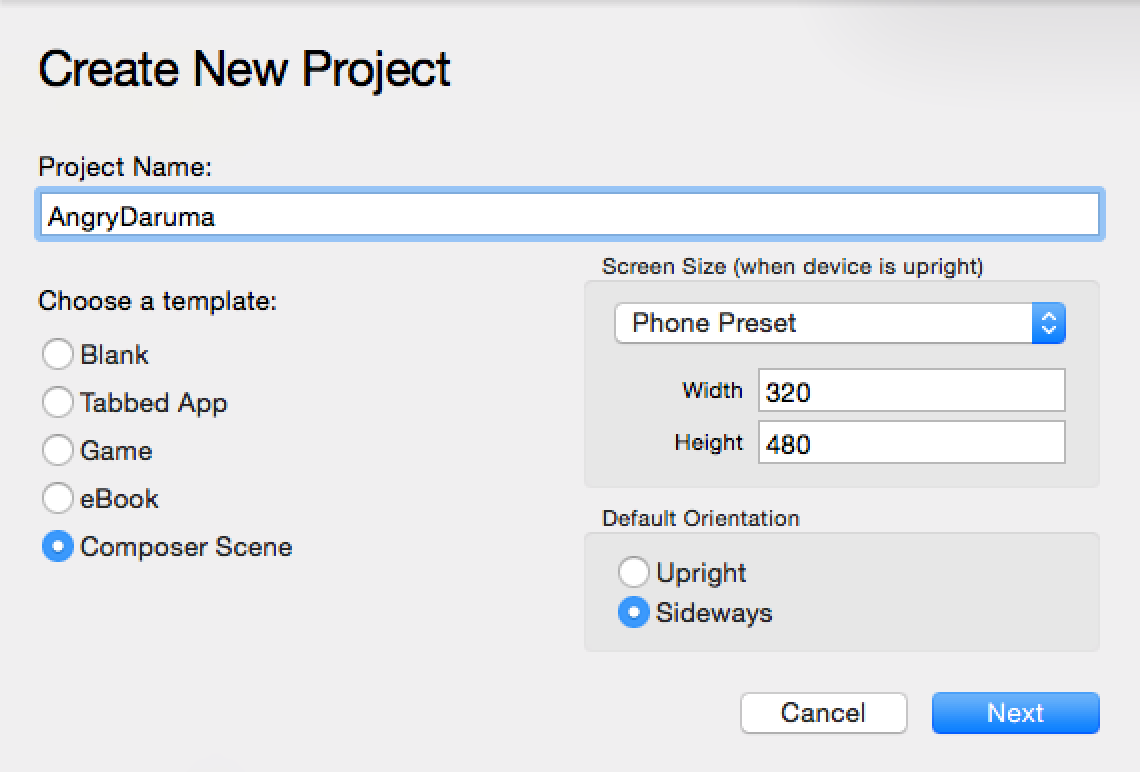 Create New Project
Project Name:
AngryDaruma
Choose a template:
Blank
Tabbed App
Game
eBook
Composer Scene
Screen Size (when device is upright)
Phone Preset
Width 320
Height 480
Default Orientation
Upright
Sideways
Cancel Next